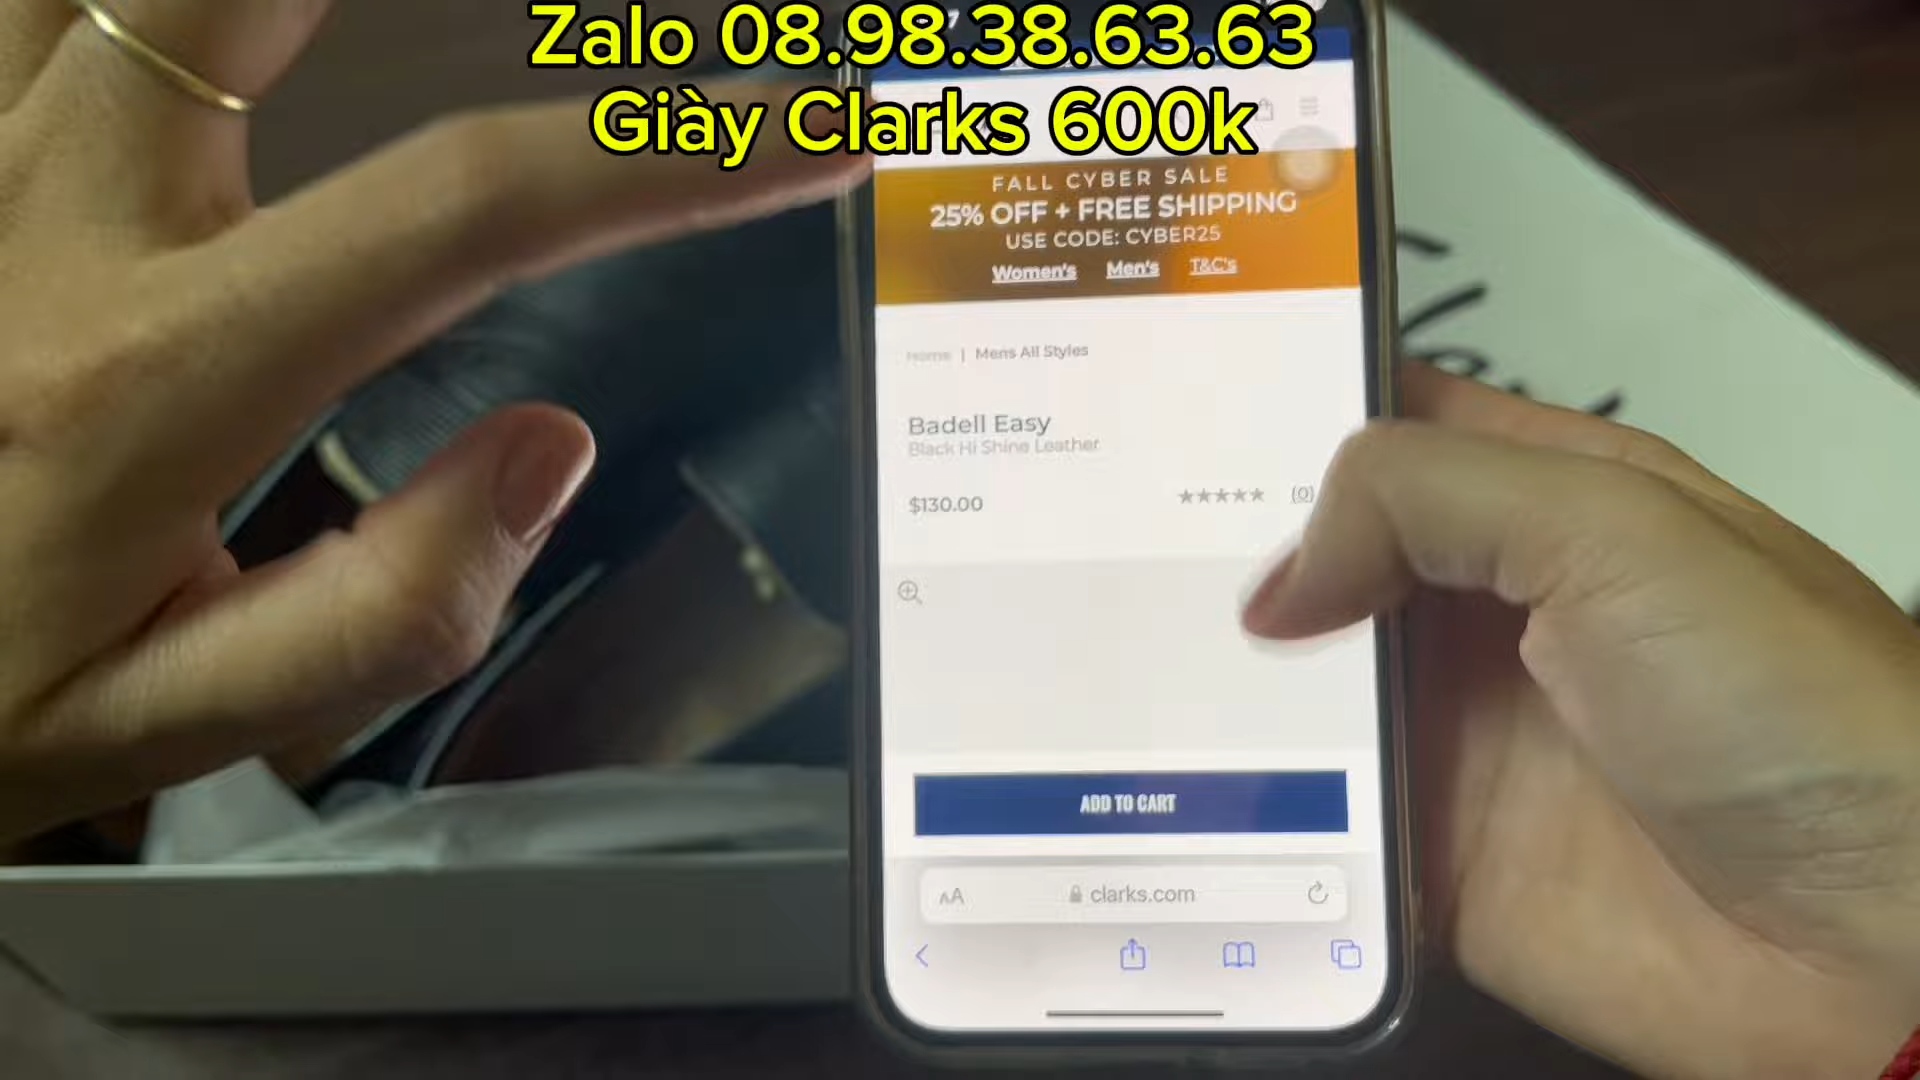 Zalo 08.98.38.63.63
Giày Clarks 600k
FALL CYBER SALE
25% OFF + FREE SHIPPING
USE CODE: CYBER25
Women's Men's T&C's
Home | Mens All Styles
Badell Easy
Black Hi Shine Leather
$130.00 ★★★★★ (0)
ADD TO CART
AA clarks.com